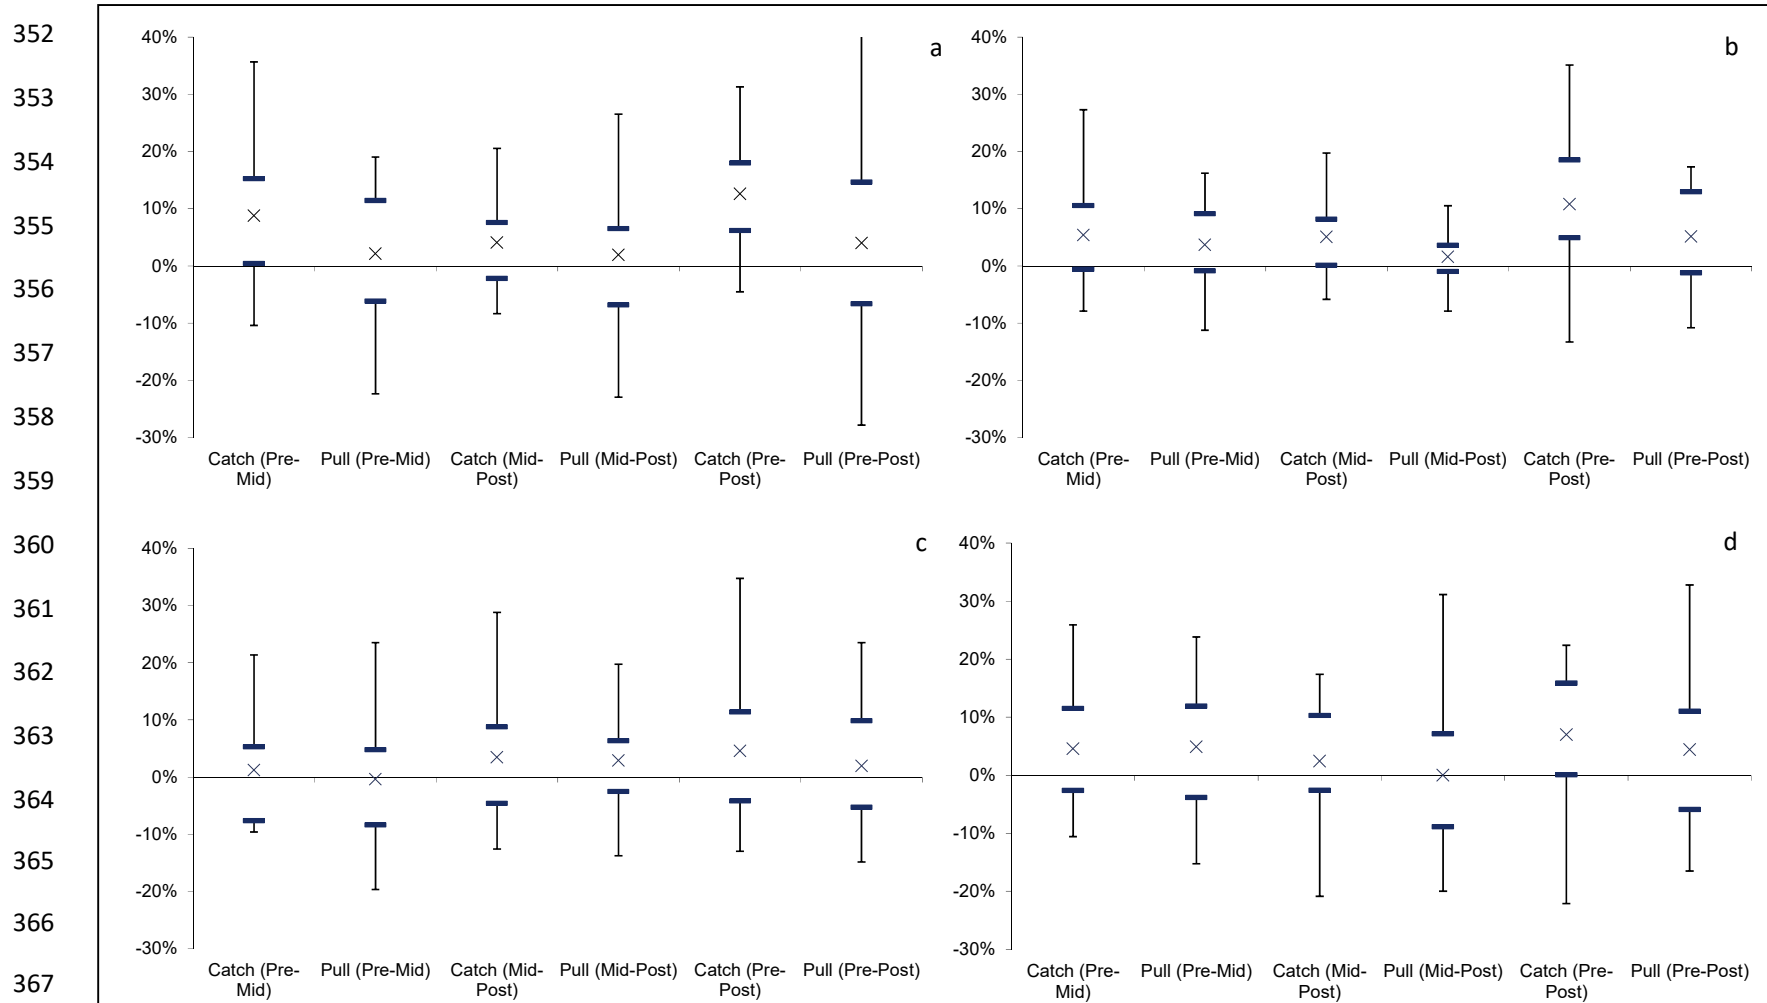 352
353
354
355
356
357
358
359
360
361
362
363
364
365
366
367
a
40%
30%
20%
10%
0%
-10%
-20%
-30%
Catch (Pre-
Mid)
Pull (Pre-Mid)
Catch (Mid-
Post)
Pull (Mid-Post)
Catch (Pre-
Post)
Pull (Pre-Post)
b
40%
30%
20%
10%
0%
-10%
-20%
-30%
Catch (Pre-
Mid)
Pull (Pre-Mid)
Catch (Mid-
Post)
Pull (Mid-Post)
Catch (Pre-
Post)
Pull (Pre-Post)
c
40%
30%
20%
10%
0%
-10%
-20%
-30%
Catch (Pre-
Mid)
Pull (Pre-Mid)
Catch (Mid-
Post)
Pull (Mid-Post)
Catch (Pre-
Post)
Pull (Pre-Post)
d
40%
30%
20%
10%
0%
-10%
-20%
-30%
Catch (Pre-
Mid)
Pull (Pre-Mid)
Catch (Mid-
Post)
Pull (Mid-Post)
Catch (Pre-
Post)
Pull (Pre-Post)